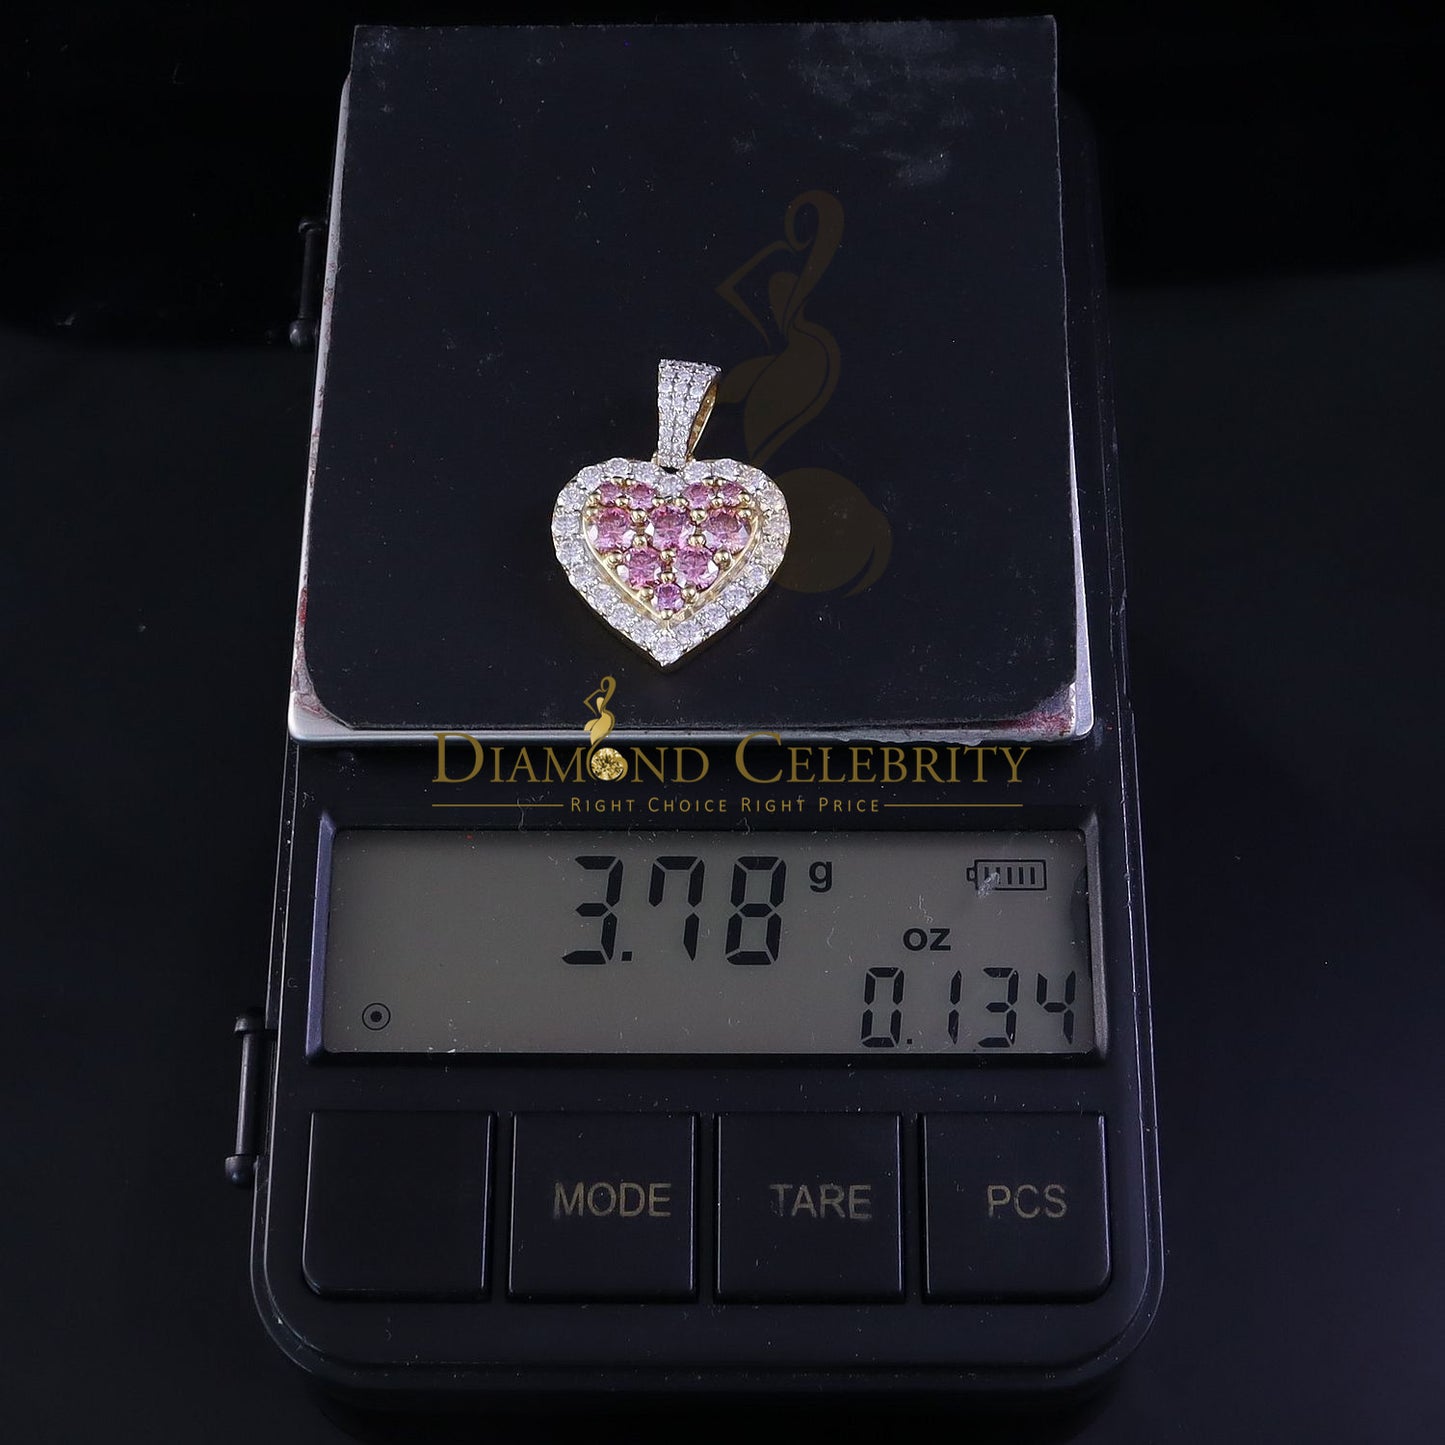 DIAMOND CELEBRITY
RIGHT CHOICE RIGHT PRICE
3.78 g
oz
0.134
MODE TARE PCS